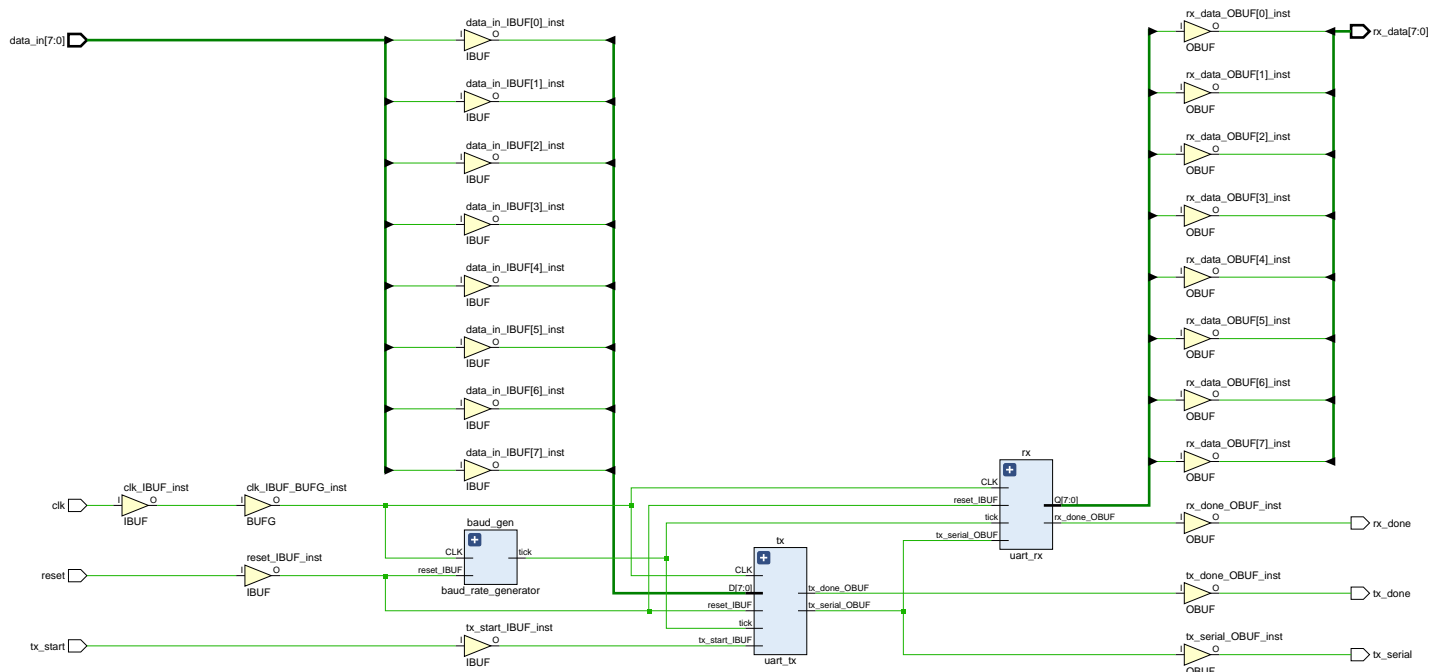 data_in[7:0]
data_in_IBUF[0]_inst
I
O
IBUF
data_in_IBUF[1]_inst
I
O
IBUF
data_in_IBUF[2]_inst
I
O
IBUF
data_in_IBUF[3]_inst
I
O
IBUF
data_in_IBUF[4]_inst
I
O
IBUF
data_in_IBUF[5]_inst
I
O
IBUF
data_in_IBUF[6]_inst
I
O
IBUF
data_in_IBUF[7]_inst
I
O
IBUF
clk
clk_IBUF_inst
I
O
IBUF
clk_IBUF_BUFG_inst
I
O
BUFG
reset
reset_IBUF_inst
I
O
IBUF
baud_gen
CLK
reset_IBUF
tick
baud_rate_generator
tx_start
tx_start_IBUF_inst
I
O
IBUF
tx
CLK
D[7:0]
reset_IBUF
tick
tx_start_IBUF
tx_done_OBUF
tx_serial_OBUF
uart_tx
rx
CLK
reset_IBUF
tick
tx_serial_OBUF
Q[7:0]
rx_done_OBUF
uart_rx
rx_data_OBUF[0]_inst
I
O
OBUF
rx_data[7:0]
rx_data_OBUF[1]_inst
I
O
OBUF
rx_data_OBUF[2]_inst
I
O
OBUF
rx_data_OBUF[3]_inst
I
O
OBUF
rx_data_OBUF[4]_inst
I
O
OBUF
rx_data_OBUF[5]_inst
I
O
OBUF
rx_data_OBUF[6]_inst
I
O
OBUF
rx_data_OBUF[7]_inst
I
O
OBUF
rx_done_OBUF_inst
I
O
OBUF
rx_done
tx_done_OBUF_inst
I
O
OBUF
tx_done
tx_serial_OBUF_inst
I
O
OBUF
tx_serial